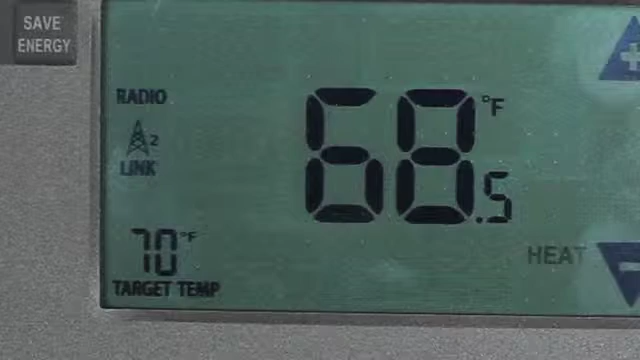 SAVE
ENERGY
RADIO
2
LINK
68.5 °F
70 °F
TARGET TEMP
HEAT
+
-